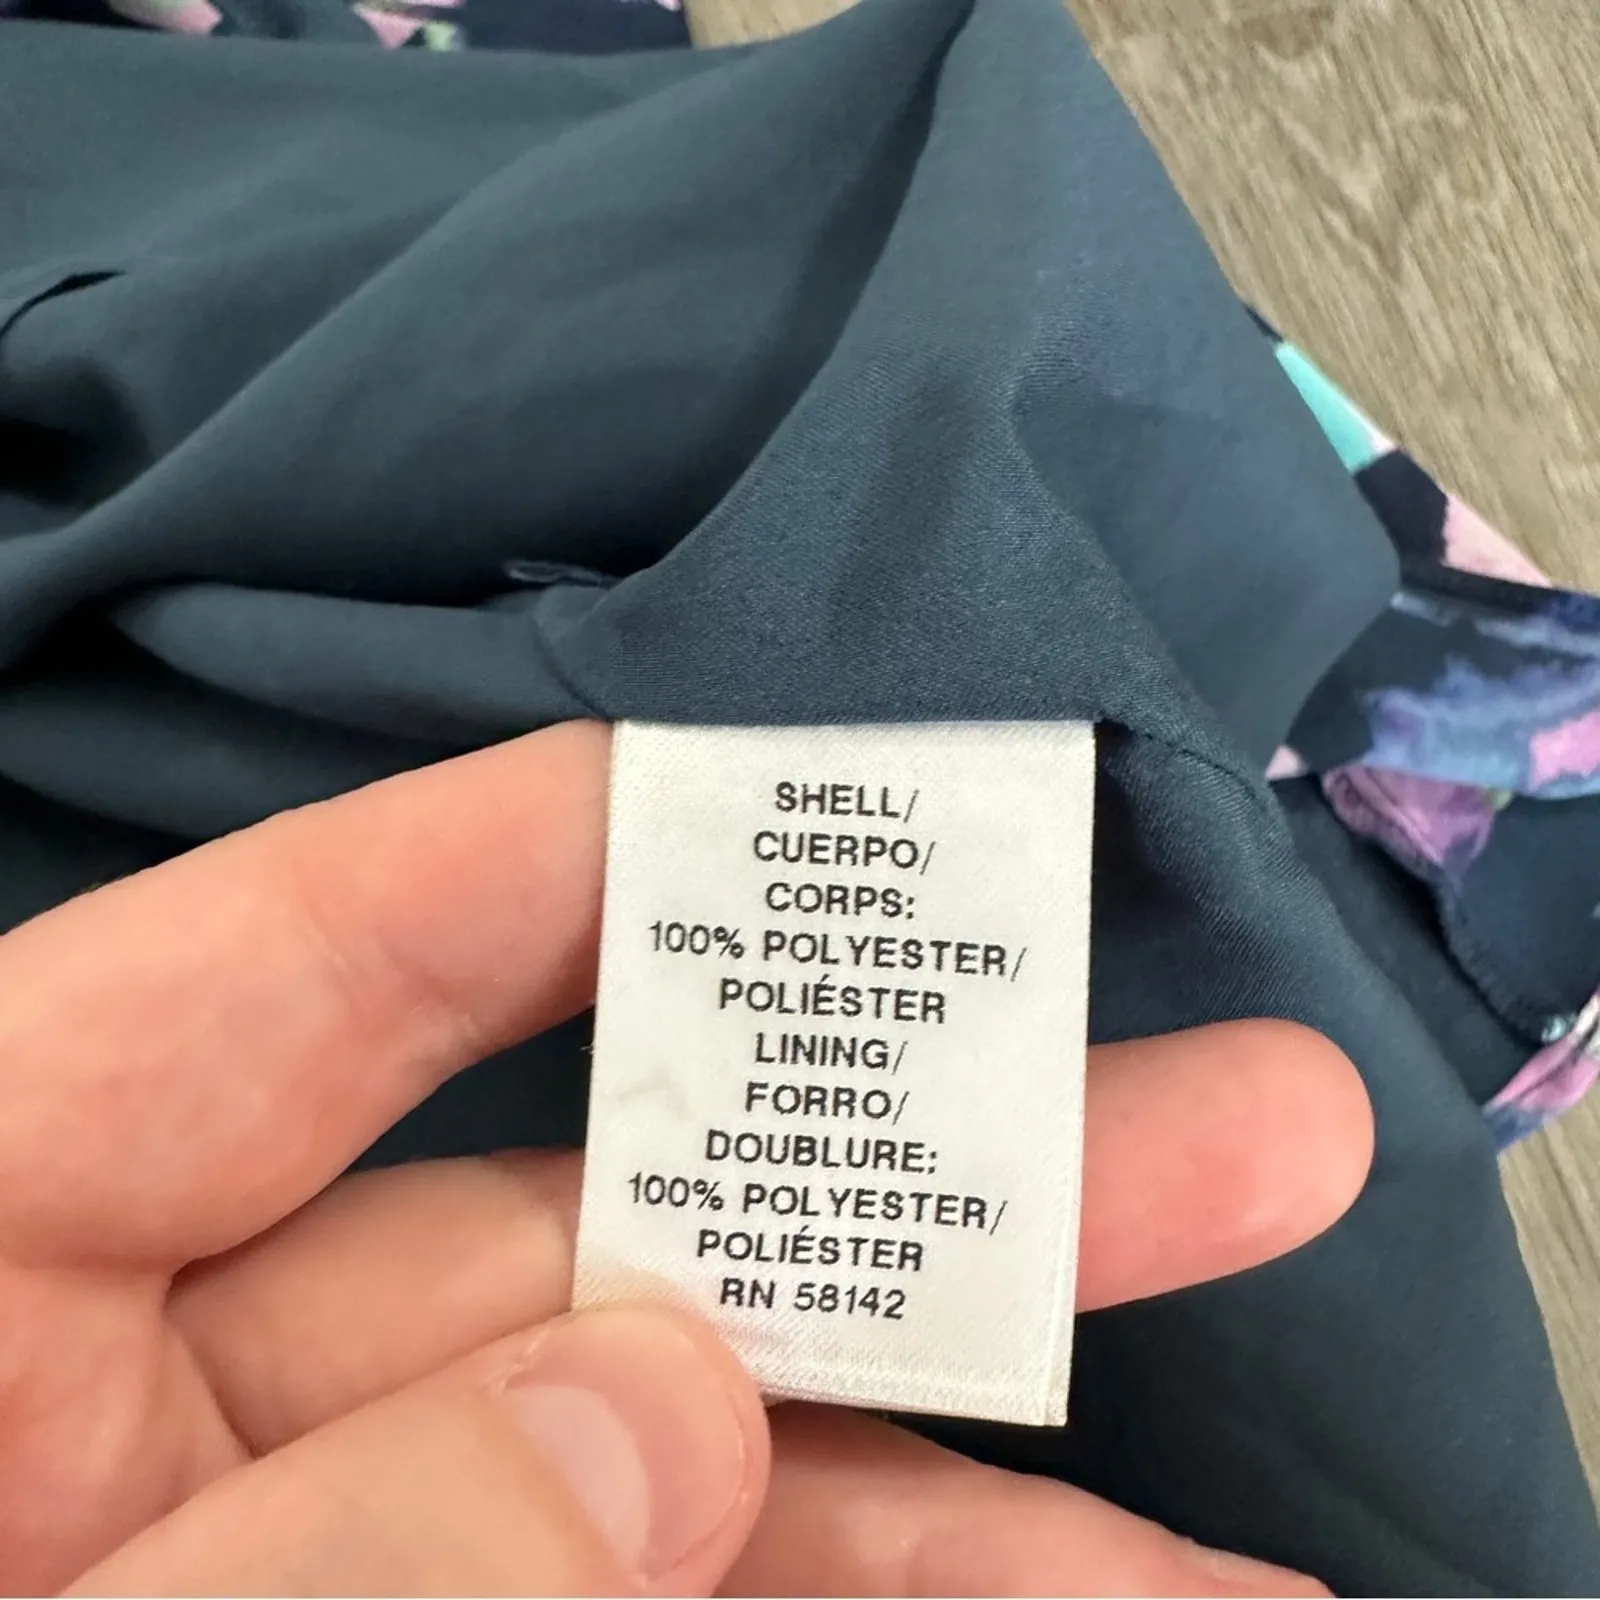 SHELL/
CUERPO/
CORPS:
100% POLYESTER/
POLIÉSTER
LINING/
FORRO/
DOUBLURE:
100% POLYESTER/
POLIÉSTER
RN 58142